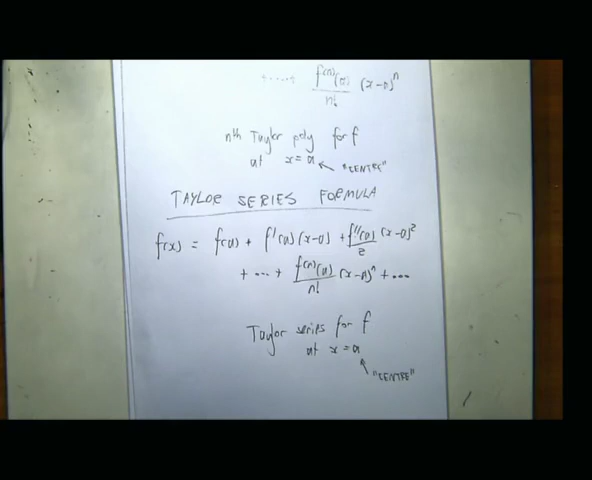 + ... + f⁽ⁿ⁾(a)/n! (x-a)ⁿ
nth Taylor poly for f
at x = a "CENTRE"
TAYLOR SERIES FORMULA
f(x) = f(a) + f'(a) (x-a) + f''(a)/2 (x-a)²
+ ... + f⁽ⁿ⁾(a)/n! (x-a)ⁿ + ...
Taylor series for f
at x = a
"CENTRE"